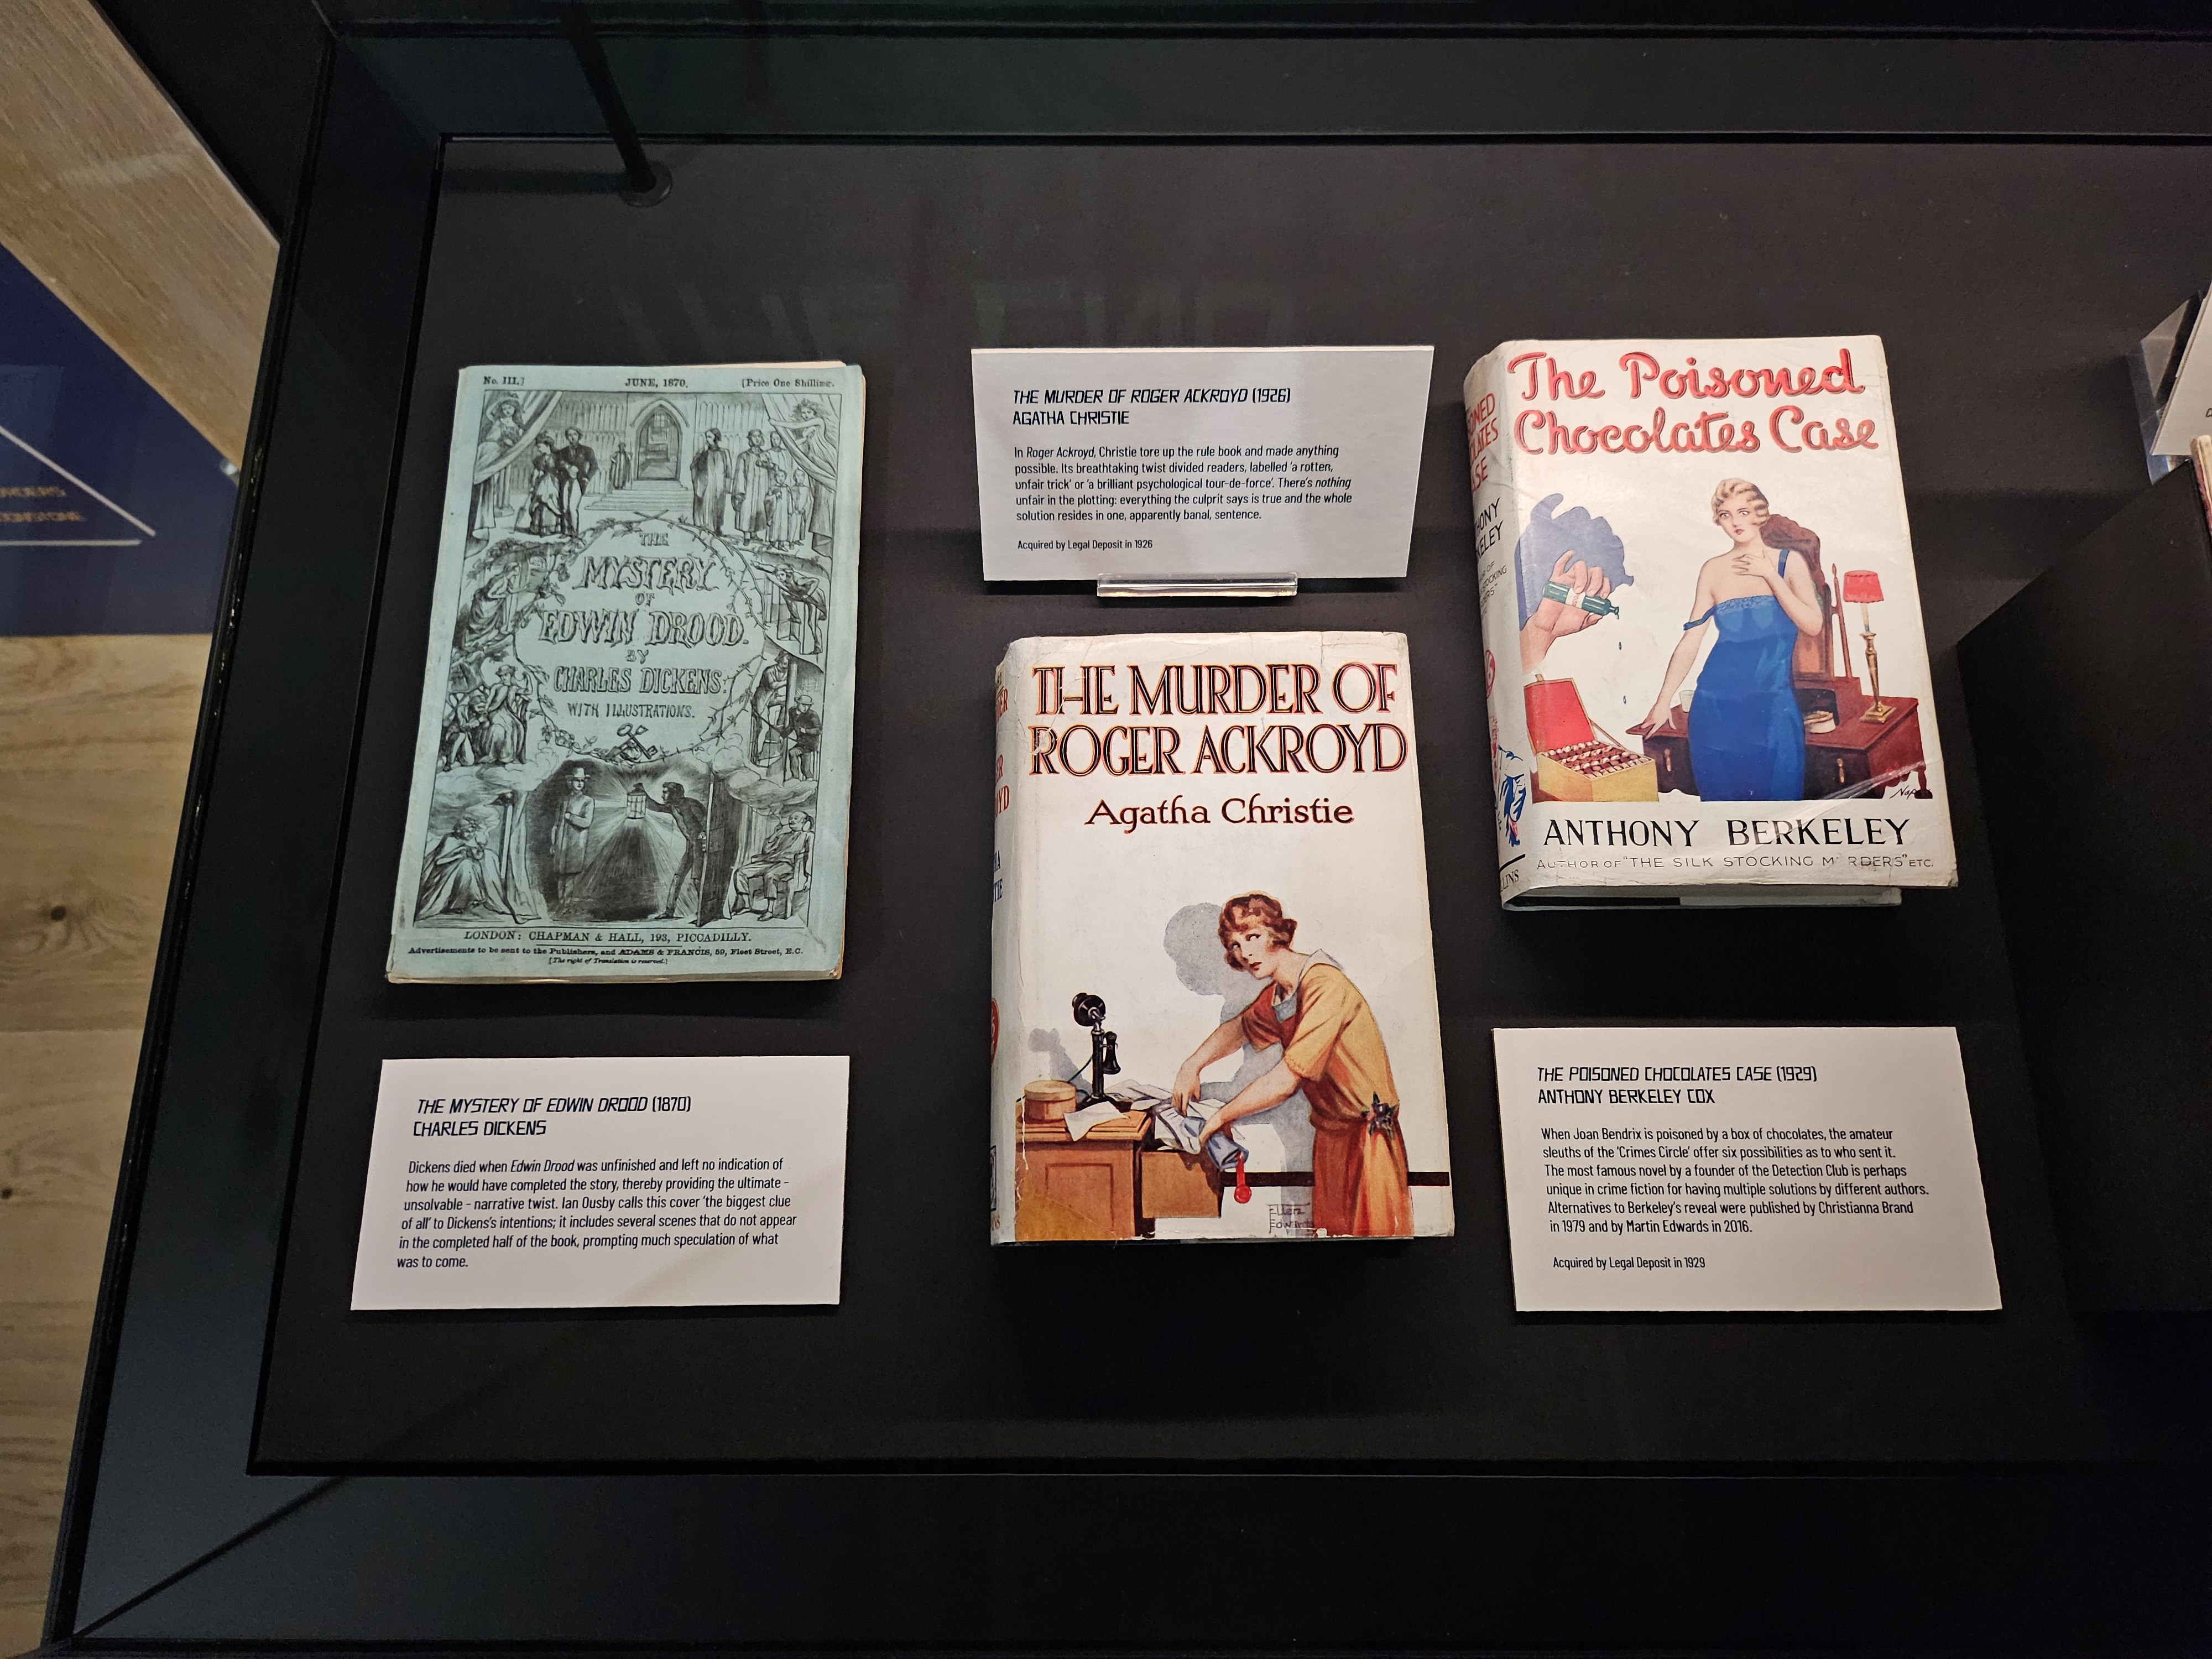 No. III.]
JUNE, 1870.
[Price One Shilling.
THE
MYSTERY
OF
EDWIN DROOD.
BY
CHARLES DICKENS.
WITH ILLUSTRATIONS.
LONDON: CHAPMAN & HALL, 193, PICCADILLY.
Advertisements to be sent to the Publishers, and ADAMS & FRANCIS, 59, Fleet Street, E.C.
[The right of Translation is reserved.]
THE MYSTERY OF EDWIN DROOD (1870)
CHARLES DICKENS
Dickens died when Edwin Drood was unfinished and left no indication of
how he would have completed the story, thereby providing the ultimate -
unsolvable - narrative twist. Ian Ousby calls this cover 'the biggest clue
of all' to Dickens's intentions; it includes several scenes that do not appear
in the completed half of the book, prompting much speculation of what
was to come.
THE MURDER OF ROGER ACKROYD (1926)
AGATHA CHRISTIE
In Roger Ackroyd, Christie tore up the rule book and made anything
possible. Its breathtaking twist divided readers, labelled 'a rotten,
unfair trick' or 'a brilliant psychological tour-de-force'. There's nothing
unfair in the plotting: everything the culprit says is true and the whole
solution resides in one, apparently banal, sentence.
Acquired by Legal Deposit in 1926
THE MURDER OF
ROGER ACKROYD
Agatha Christie
The Poisoned
Chocolates Case
ANTHONY BERKELEY
AUTHOR OF "THE SILK STOCKING M RDERS" ETC.
THE POISONED CHOCOLATES CASE (1929)
ANTHONY BERKELEY COX
When Joan Bendrix is poisoned by a box of chocolates, the amateur
sleuths of the 'Crimes Circle' offer six possibilities as to who sent it.
The most famous novel by a founder of the Detection Club is perhaps
unique in crime fiction for having multiple solutions by different authors.
Alternatives to Berkeley's reveal were published by Christianna Brand
in 1979 and by Martin Edwards in 2016.
Acquired by Legal Deposit in 1929